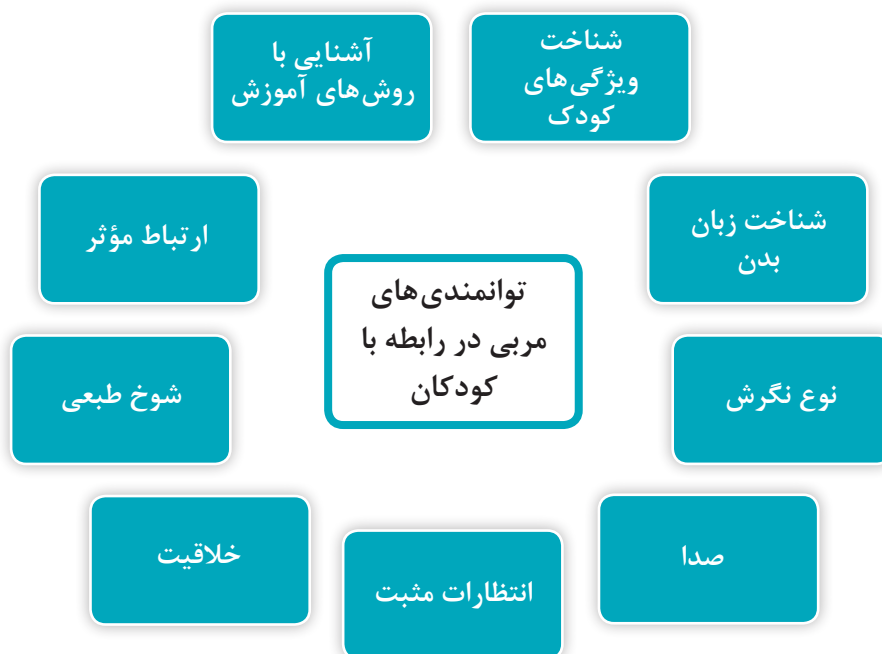 شناخت
ویژگی‌های
کودک
آشنایی با
روش‌های آموزش
شناخت زبان
بدن
ارتباط مؤثر
توانمندی‌های
مربی در رابطه با
کودکان
نوع نگرش
شوخ طبعی
صدا
خلاقیت
انتظارات مثبت